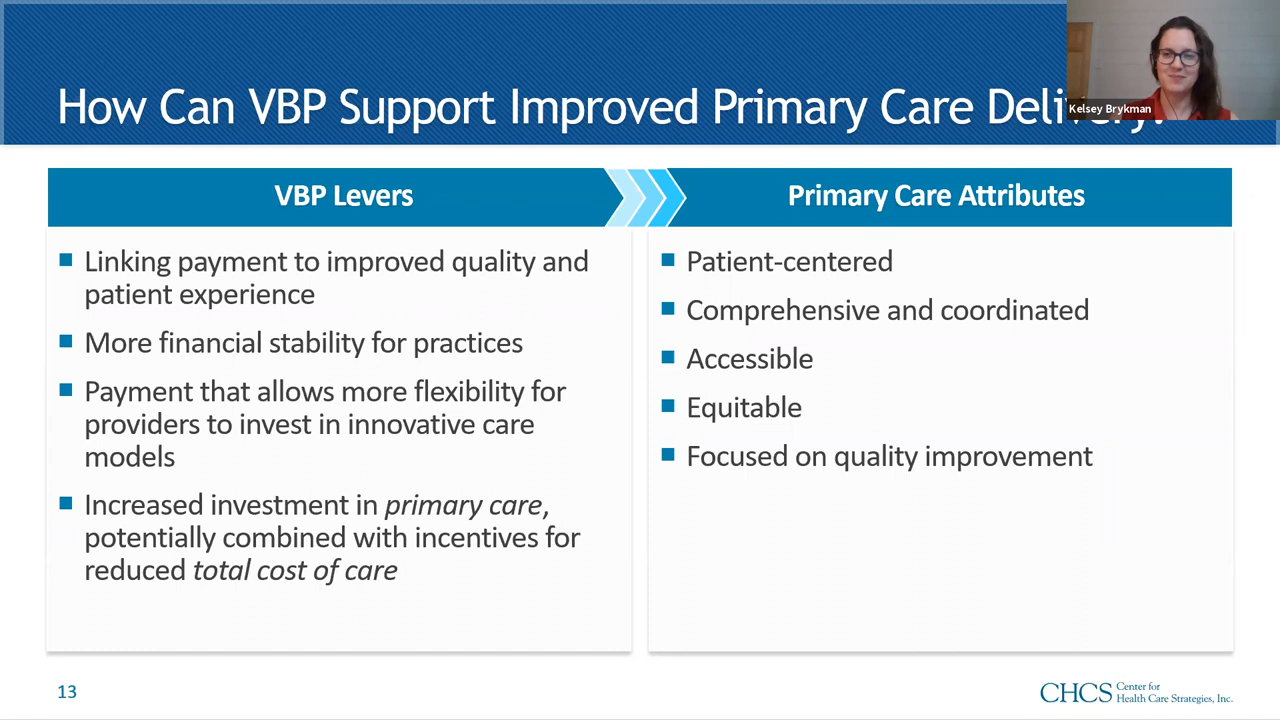 How Can VBP Support Improved Primary Care Delivery?
Kelsey Brykman
VBP Levers
Primary Care Attributes
Linking payment to improved quality and
patient experience
More financial stability for practices
Payment that allows more flexibility for
providers to invest in innovative care
models
Increased investment in primary care,
potentially combined with incentives for
reduced total cost of care
Patient-centered
Comprehensive and coordinated
Accessible
Equitable
Focused on quality improvement
13
CHCS Center for
Health Care Strategies, Inc.